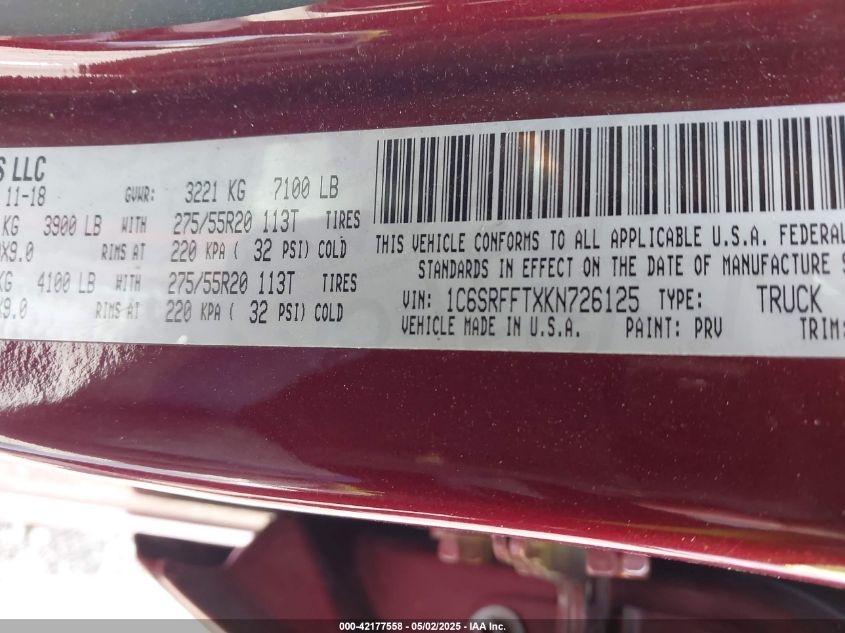 S LLC
11-18 GVWR: 3221 KG 7100 LB
KG 3900 LB WITH 275/55R20 113T TIRES
X9.0 RIMS AT 220 KPA ( 32 PSI) COLD
KG 4100 LB WITH 275/55R20 113T TIRES
X9.0 RIMS AT 220 KPA ( 32 PSI) COLD
THIS VEHICLE CONFORMS TO ALL APPLICABLE U.S.A. FEDERAL
STANDARDS IN EFFECT ON THE DATE OF MANUFACTURE S
VIN: 1C6SRFFTXKN726125 TYPE: TRUCK
VEHICLE MADE IN U.S.A. PAINT: PRV TRIM:
000-42177558 - 05/02/2025 - IAA Inc.